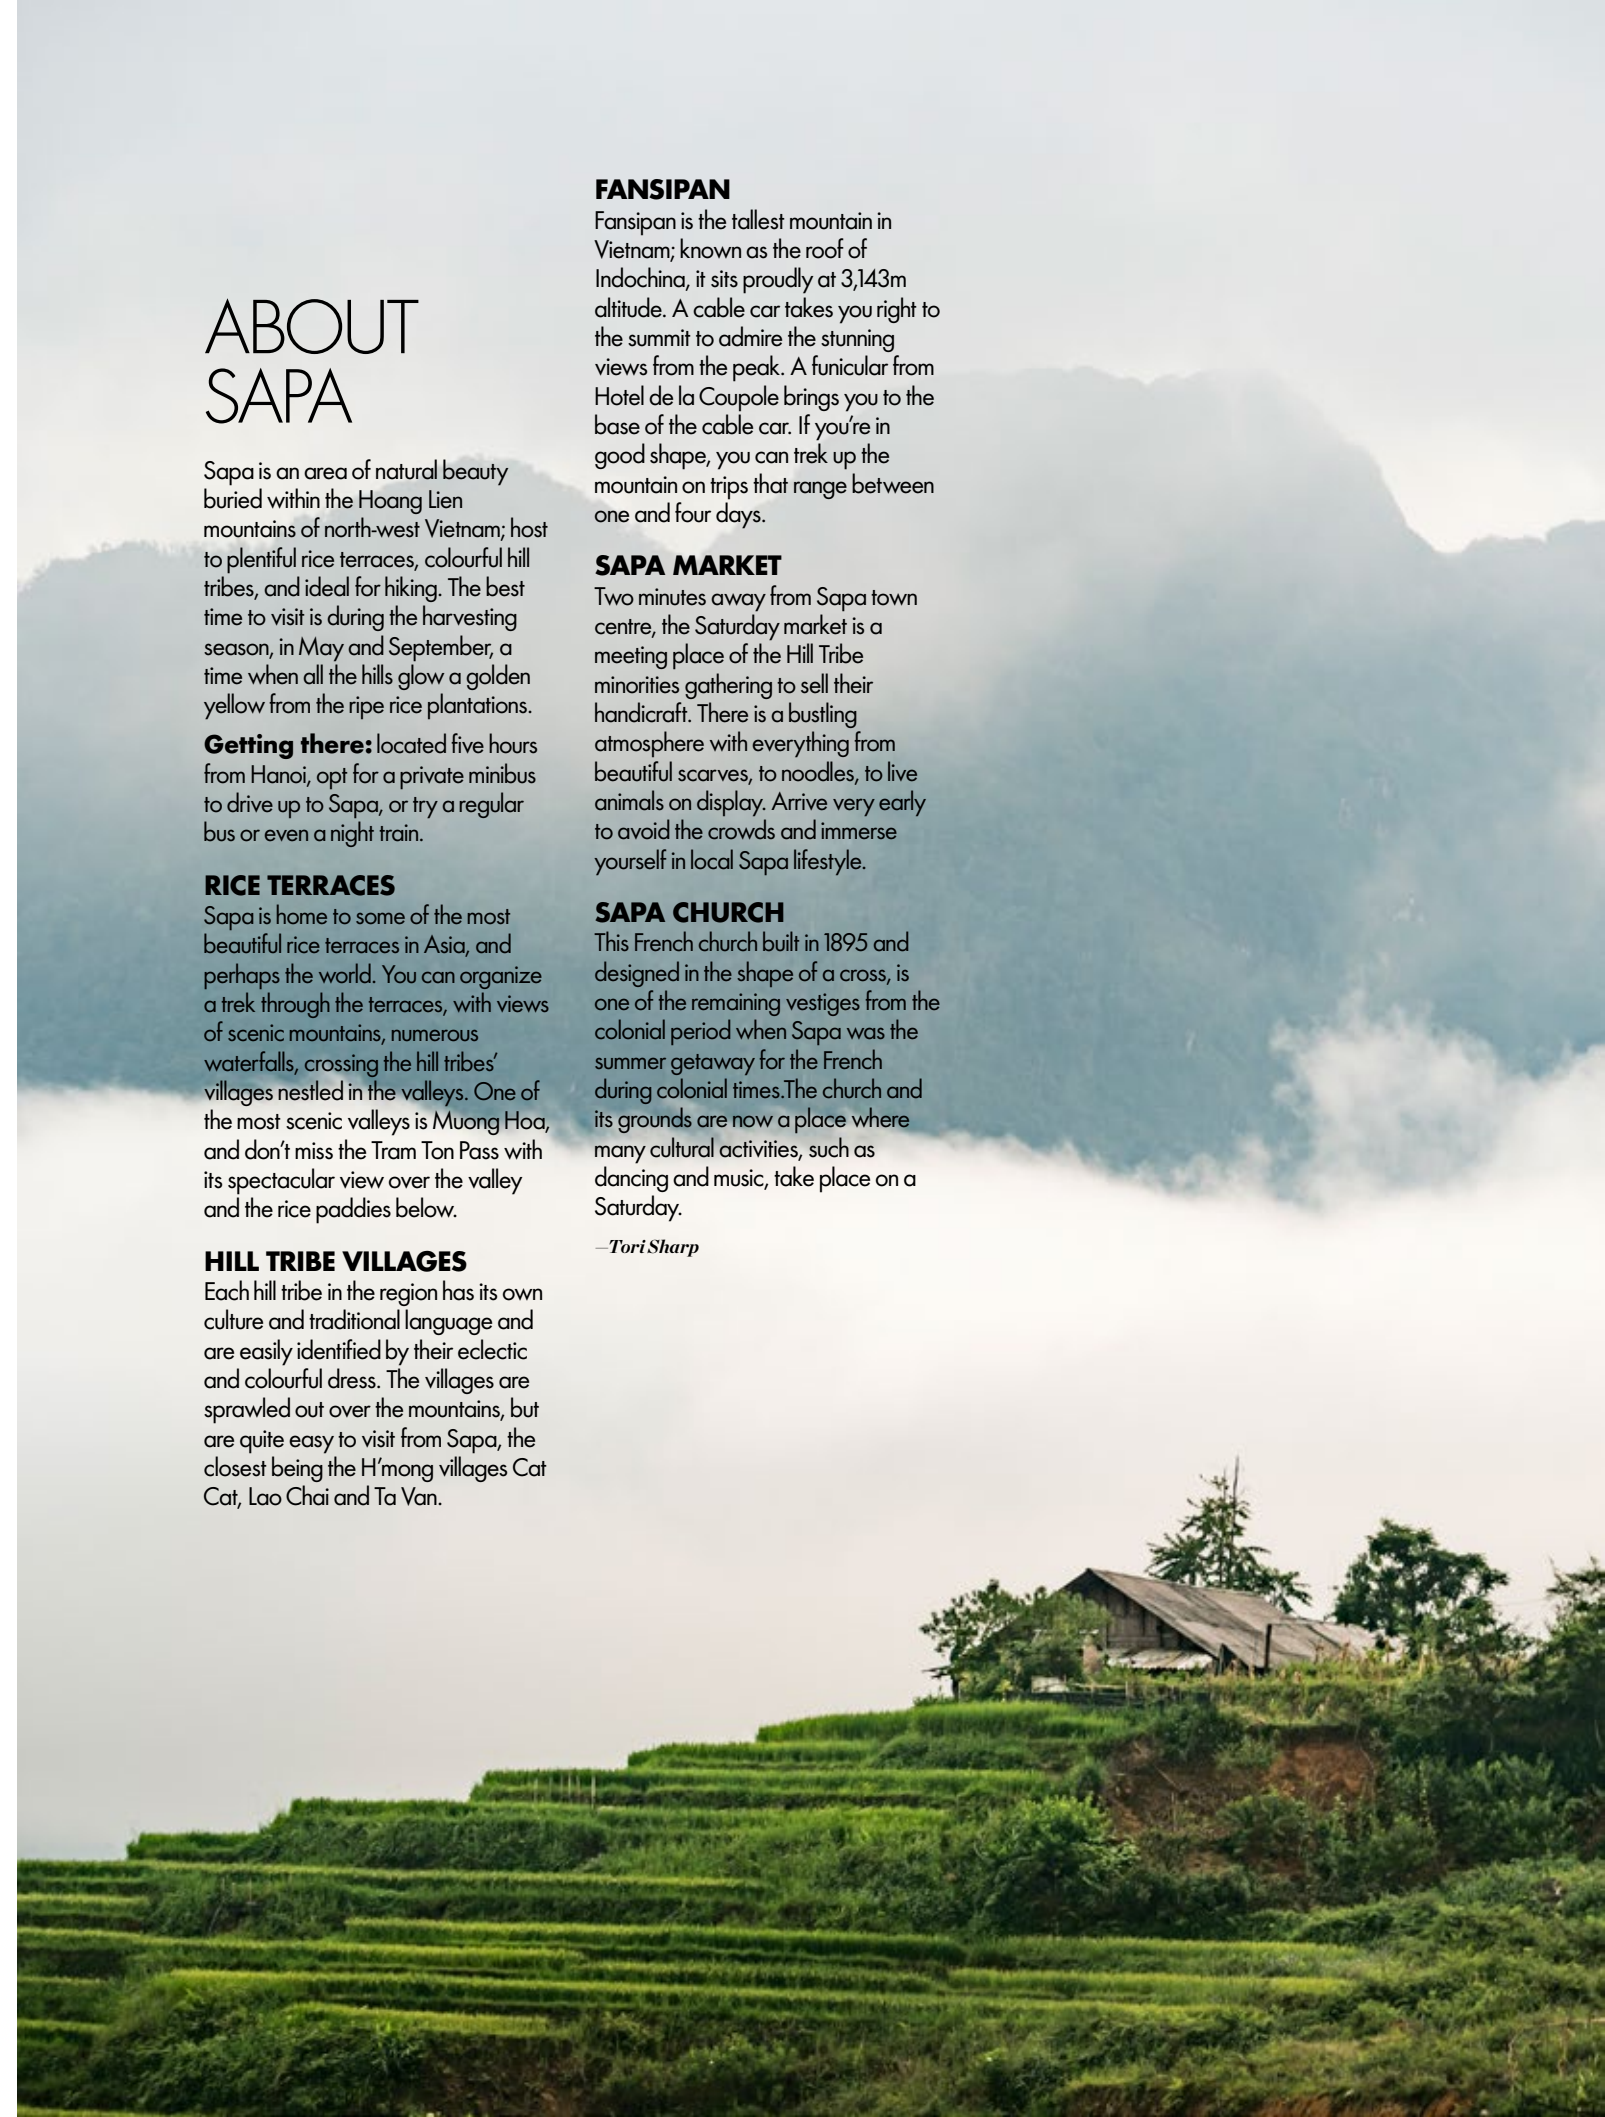 ABOUT
SAPA
Sapa is an area of natural beauty
buried within the Hoang Lien
mountains of north-west Vietnam; host
to plentiful rice terraces, colourful hill
tribes, and ideal for hiking. The best
time to visit is during the harvesting
season, in May and September, a
time when all the hills glow a golden
yellow from the ripe rice plantations.
Getting there: located five hours
from Hanoi, opt for a private minibus
to drive up to Sapa, or try a regular
bus or even a night train.
RICE TERRACES
Sapa is home to some of the most
beautiful rice terraces in Asia, and
perhaps the world. You can organize
a trek through the terraces, with views
of scenic mountains, numerous
waterfalls, crossing the hill tribes’
villages nestled in the valleys. One of
the most scenic valleys is Muong Hoa,
and don’t miss the Tram Ton Pass with
its spectacular view over the valley
and the rice paddies below.
HILL TRIBE VILLAGES
Each hill tribe in the region has its own
culture and traditional language and
are easily identified by their eclectic
and colourful dress. The villages are
sprawled out over the mountains, but
are quite easy to visit from Sapa, the
closest being the H’mong villages Cat
Cat, Lao Chai and Ta Van.
FANSIPAN
Fansipan is the tallest mountain in
Vietnam; known as the roof of
Indochina, it sits proudly at 3,143m
altitude. A cable car takes you right to
the summit to admire the stunning
views from the peak. A funicular from
Hotel de la Coupole brings you to the
base of the cable car. If you’re in
good shape, you can trek up the
mountain on trips that range between
one and four days.
SAPA MARKET
Two minutes away from Sapa town
centre, the Saturday market is a
meeting place of the Hill Tribe
minorities gathering to sell their
handicraft. There is a bustling
atmosphere with everything from
beautiful scarves, to noodles, to live
animals on display. Arrive very early
to avoid the crowds and immerse
yourself in local Sapa lifestyle.
SAPA CHURCH
This French church built in 1895 and
designed in the shape of a cross, is
one of the remaining vestiges from the
colonial period when Sapa was the
summer getaway for the French
during colonial times.The church and
its grounds are now a place where
many cultural activities, such as
dancing and music, take place on a
Saturday.
—Tori Sharp